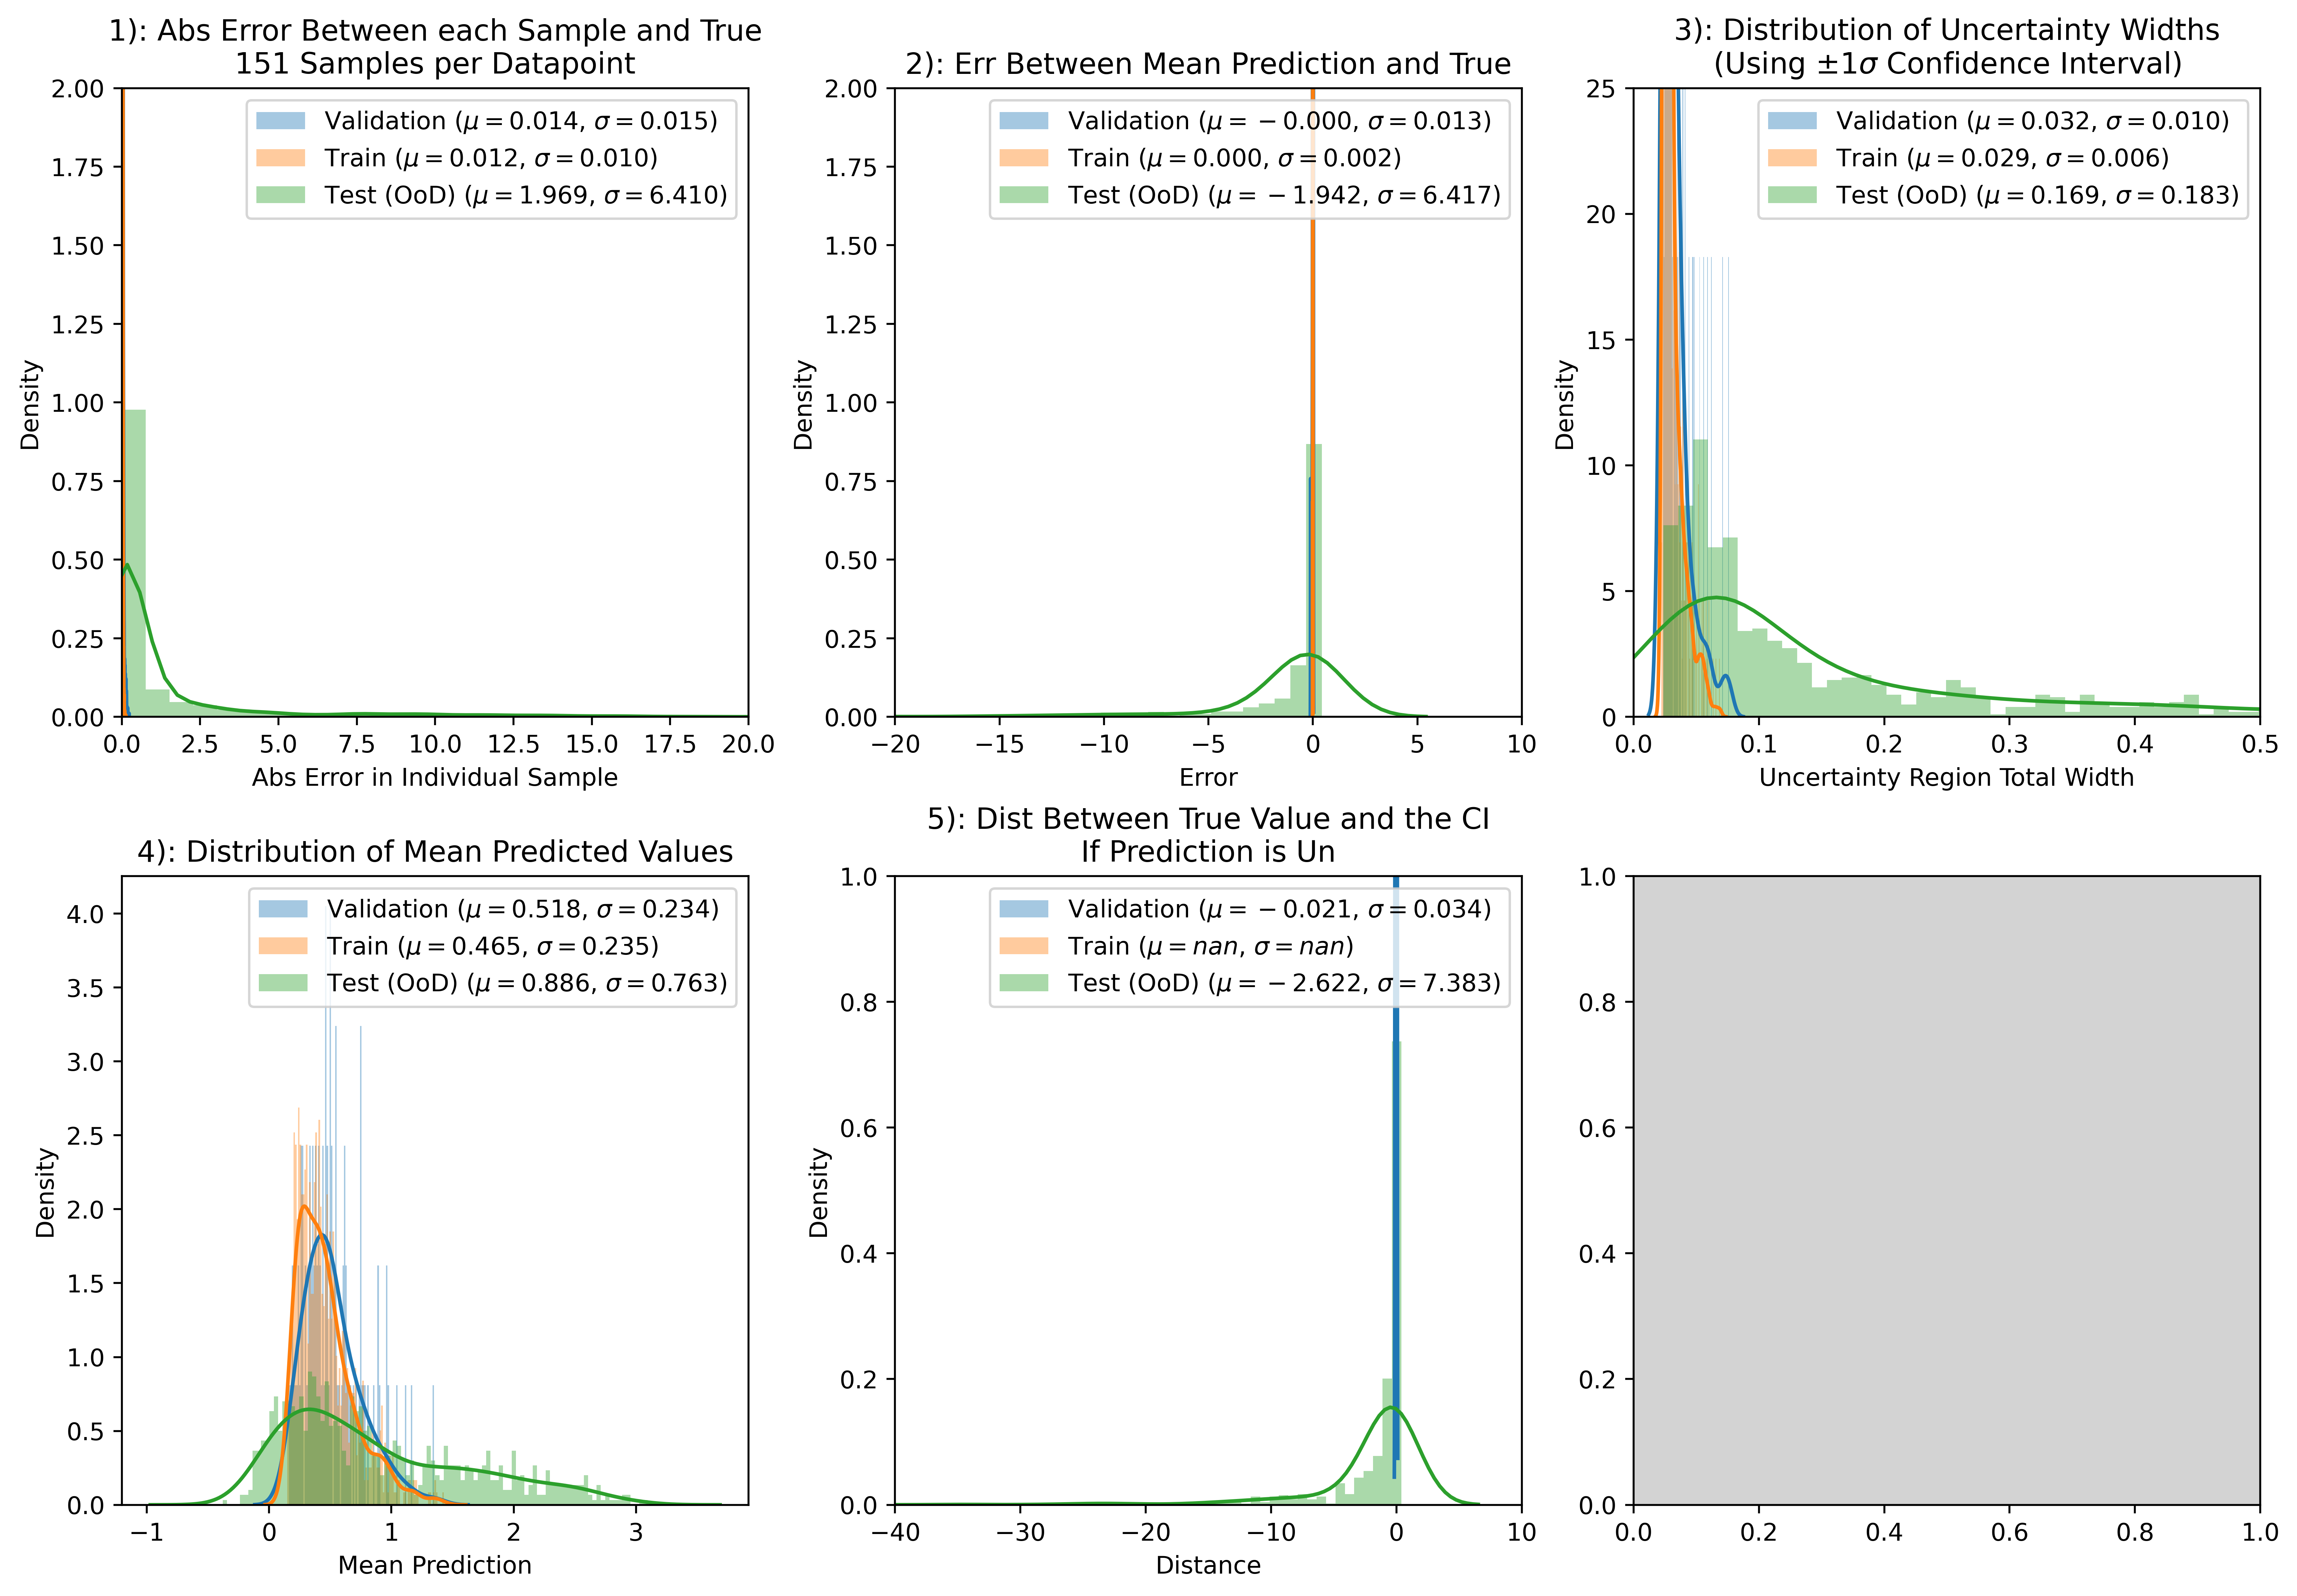 1): Abs Error Between each Sample and True
151 Samples per Datapoint
2.00
1.75
1.50
1.25
1.00
0.75
0.50
0.25
0.00
Density
Validation (μ = 0.014, σ = 0.015)
Train (μ = 0.012, σ = 0.010)
Test (OoD) (μ = 1.969, σ = 6.410)
0.0 2.5 5.0 7.5 10.0 12.5 15.0 17.5 20.0
Abs Error in Individual Sample
2): Err Between Mean Prediction and True
2.00
1.75
1.50
1.25
1.00
0.75
0.50
0.25
0.00
Density
Validation (μ = −0.000, σ = 0.013)
Train (μ = 0.000, σ = 0.002)
Test (OoD) (μ = −1.942, σ = 6.417)
−20 −15 −10 −5 0 5 10
Error
3): Distribution of Uncertainty Widths
(Using ±1σ Confidence Interval)
25
20
15
10
5
0
Density
Validation (μ = 0.032, σ = 0.010)
Train (μ = 0.029, σ = 0.006)
Test (OoD) (μ = 0.169, σ = 0.183)
0.0 0.1 0.2 0.3 0.4 0.5
Uncertainty Region Total Width
4): Distribution of Mean Predicted Values
4.0
3.5
3.0
2.5
2.0
1.5
1.0
0.5
0.0
Density
Validation (μ = 0.518, σ = 0.234)
Train (μ = 0.465, σ = 0.235)
Test (OoD) (μ = 0.886, σ = 0.763)
−1 0 1 2 3
Mean Prediction
5): Dist Between True Value and the CI
If Prediction is Un
1.0
0.8
0.6
0.4
0.2
0.0
Density
Validation (μ = −0.021, σ = 0.034)
Train (μ = nan, σ = nan)
Test (OoD) (μ = −2.622, σ = 7.383)
−40 −30 −20 −10 0 10
Distance
1.0
0.8
0.6
0.4
0.2
0.0
0.0 0.2 0.4 0.6 0.8 1.0